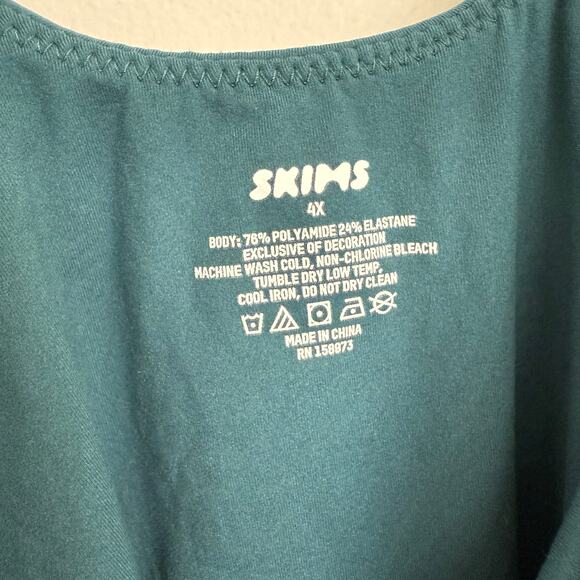 SKIMS
4X
BODY: 76% POLYAMIDE 24% ELASTANE
EXCLUSIVE OF DECORATION
MACHINE WASH COLD, NON-CHLORINE BLEACH
TUMBLE DRY LOW TEMP,
COOL IRON, DO NOT DRY CLEAN
MADE IN CHINA
RN 158973